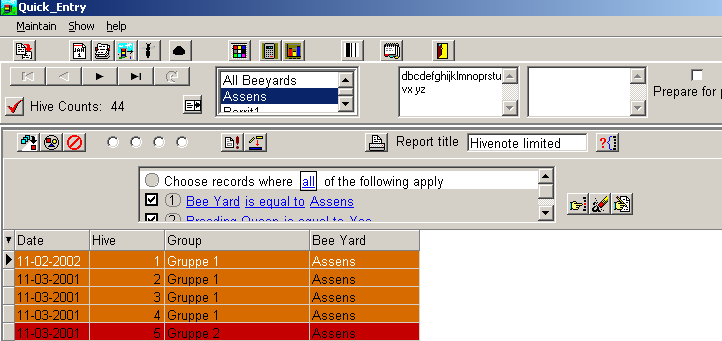 Quick_Entry
Maintain Show help
All Beeyards
Assens
Berrit1
dbcdefghijklmnoprstu
vx yz
Hive Counts: 44
Prepare for p
Report title Hivenote limited
Choose records where all of the following apply
1 Bee Yard is equal to Assens
2 Breeding Queen is equal to Yes
Date Hive Group Bee Yard
11-02-2002 1 Gruppe 1 Assens
11-03-2001 2 Gruppe 1 Assens
11-03-2001 3 Gruppe 1 Assens
11-03-2001 4 Gruppe 1 Assens
11-03-2001 5 Gruppe 2 Assens